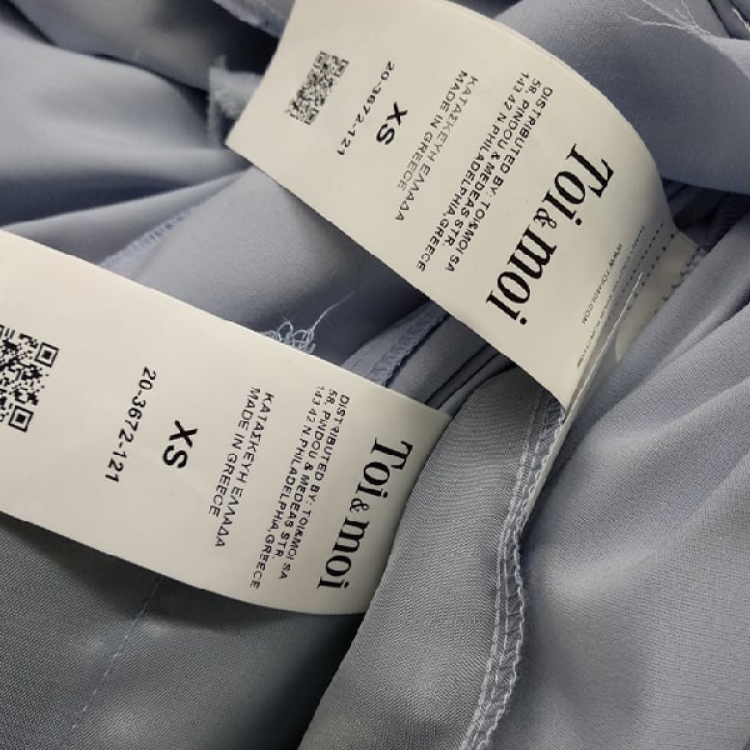 Toi & moi
DISTRIBUTED BY: TOI&MOI SA
58, PINDOU & MEDEAS STR.
143 42 N PHILADELPHIA, GREECE
ΚΑΤΑΣΚΕΥΗ ΕΛΛΑΔΑ
MADE IN GREECE
XS
20-3672-121
Toi & moi
DISTRIBUTED BY: TOI&MOI SA
58, PINDOU & MEDEAS STR.
143 42 N PHILADELPHIA, GREECE
ΚΑΤΑΣΚΕΥΗ ΕΛΛΑΔΑ
MADE IN GREECE
XS
20-3672-121